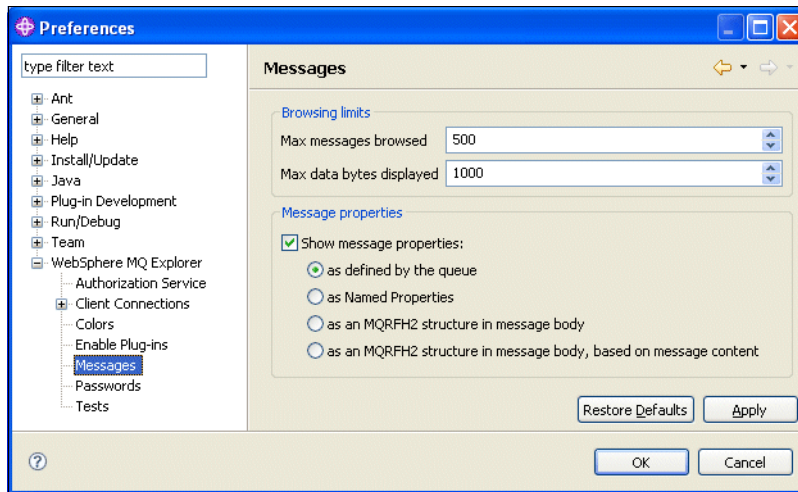 Preferences
type filter text
Ant
General
Help
Install/Update
Java
Plug-in Development
Run/Debug
Team
WebSphere MQ Explorer
Authorization Service
Client Connections
Colors
Enable Plug-ins
Messages
Passwords
Tests
Messages
Browsing limits
Max messages browsed 500
Max data bytes displayed 1000
Message properties
Show message properties:
as defined by the queue
as Named Properties
as an MQRFH2 structure in message body
as an MQRFH2 structure in message body, based on message content
Restore Defaults Apply
? OK Cancel